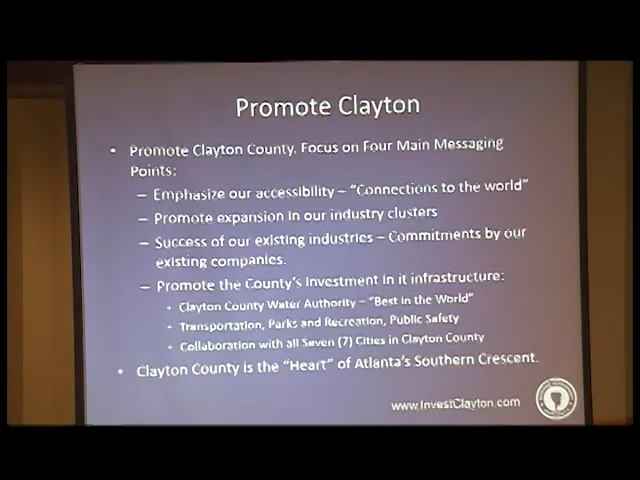 Promote Clayton
• Promote Clayton County. Focus on Four Main Messaging
Points:
– Emphasize our accessibility – "Connections to the world"
– Promote expansion in our industry clusters
– Success of our existing industries – Commitments by our
existing companies.
– Promote the County's Investment in it infrastructure:
• Clayton County Water Authority – "Best in the World"
• Transportation, Parks and Recreation, Public Safety
• Collaboration with all Seven (7) Cities in Clayton County
• Clayton County is the "Heart" of Atlanta's Southern Crescent.
www.InvestClayton.com